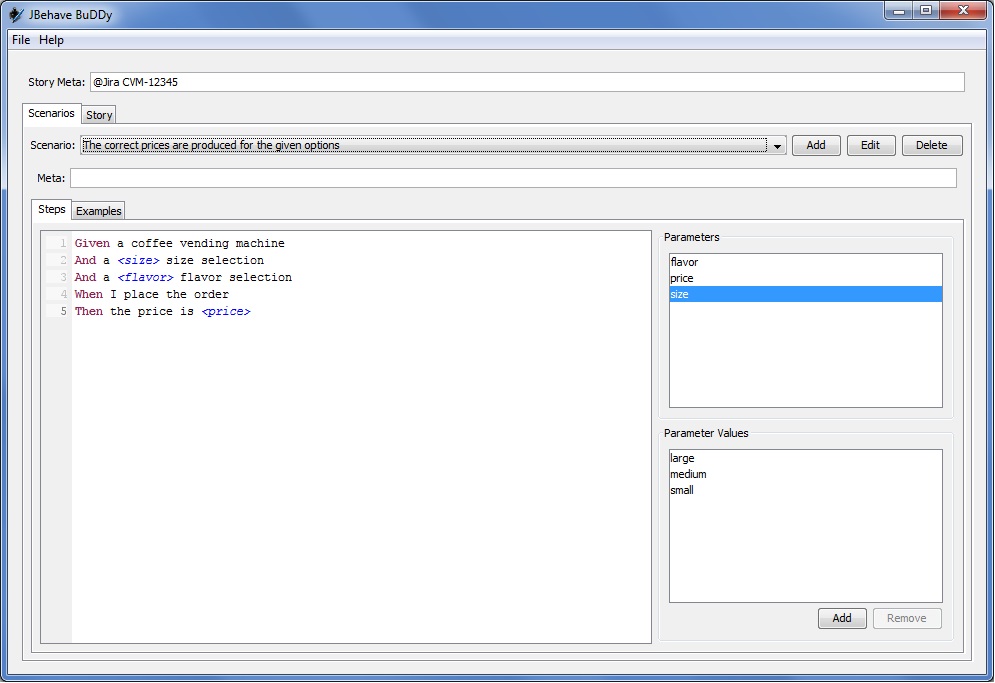 JBehave BuDDy
File Help
Story Meta: @Jira CVM-12345
Scenarios Story
Scenario: The correct prices are produced for the given options Add Edit Delete
Meta:
Steps Examples
1 Given a coffee vending machine
2 And a <size> size selection
3 And a <flavor> flavor selection
4 When I place the order
5 Then the price is <price>
Parameters
flavor
price
size
Parameter Values
large
medium
small
Add Remove